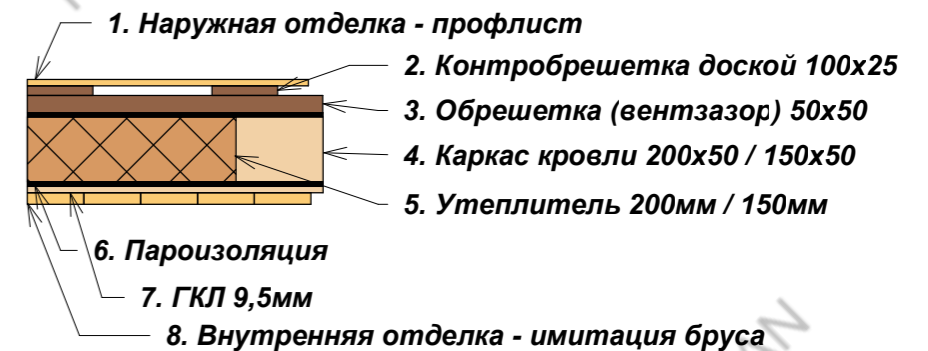 1. Наружная отделка - профлист
2. Контробрешетка доской 100х25
3. Обрешетка (вентзазор) 50х50
4. Каркас кровли 200х50 / 150х50
5. Утеплитель 200мм / 150мм
6. Пароизоляция
7. ГКЛ 9,5мм
8. Внутренняя отделка - имитация бруса